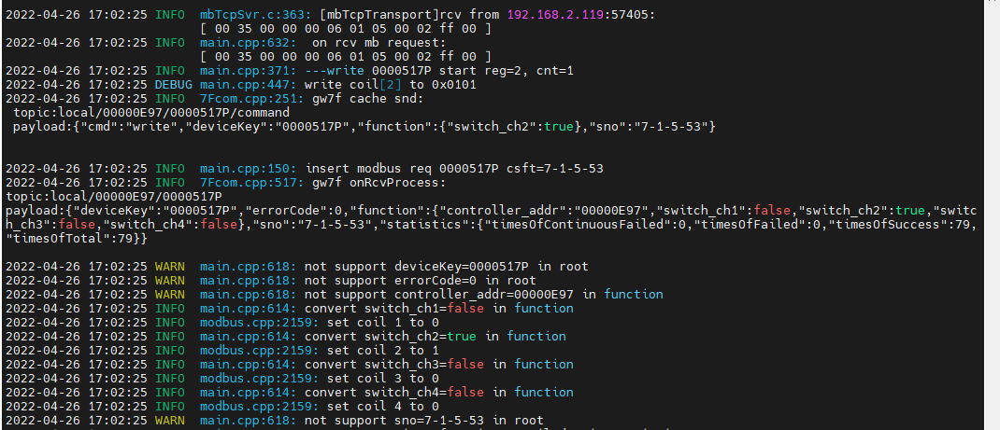 2022-04-26 17:02:25 INFO  mbTcpSvr.c:363: [mbTcpTransport]rcv from 192.168.2.119:57405:
[ 00 35 00 00 00 06 01 05 00 02 ff 00 ]
2022-04-26 17:02:25 INFO  main.cpp:632:  on rcv mb request:
[ 00 35 00 00 00 06 01 05 00 02 ff 00 ]
2022-04-26 17:02:25 INFO  main.cpp:371: ---write 0000517P start reg=2, cnt=1
2022-04-26 17:02:25 DEBUG main.cpp:447: write coil[2] to 0x0101
2022-04-26 17:02:25 INFO  7Fcom.cpp:251: gw7f cache snd:
topic:local/00000E97/0000517P/command
payload:{"cmd":"write","deviceKey":"0000517P","function":{"switch_ch2":true},"sno":"7-1-5-53"}
2022-04-26 17:02:25 INFO  main.cpp:150: insert modbus req 0000517P csft=7-1-5-53
2022-04-26 17:02:25 INFO  7Fcom.cpp:517: gw7f onRcvProcess:
topic:local/00000E97/0000517P
payload:{"deviceKey":"0000517P","errorCode":0,"function":{"controller_addr":"00000E97","switch_ch1":false,"switch_ch2":true,"switc
h_ch3":false,"switch_ch4":false},"sno":"7-1-5-53","statistics":{"timesOfContinuousFailed":0,"timesOfFailed":0,"timesOfSuccess":79,
"timesOfTotal":79}}
2022-04-26 17:02:25 WARN  main.cpp:618: not support deviceKey=0000517P in root
2022-04-26 17:02:25 WARN  main.cpp:618: not support errorCode=0 in root
2022-04-26 17:02:25 WARN  main.cpp:618: not support controller_addr=00000E97 in function
2022-04-26 17:02:25 INFO  main.cpp:614: convert switch_ch1=false in function
2022-04-26 17:02:25 INFO  modbus.cpp:2159: set coil 1 to 0
2022-04-26 17:02:25 INFO  main.cpp:614: convert switch_ch2=true in function
2022-04-26 17:02:25 INFO  modbus.cpp:2159: set coil 2 to 1
2022-04-26 17:02:25 INFO  main.cpp:614: convert switch_ch3=false in function
2022-04-26 17:02:25 INFO  modbus.cpp:2159: set coil 3 to 0
2022-04-26 17:02:25 INFO  main.cpp:614: convert switch_ch4=false in function
2022-04-26 17:02:25 INFO  modbus.cpp:2159: set coil 4 to 0
2022-04-26 17:02:25 WARN  main.cpp:618: not support sno=7-1-5-53 in root